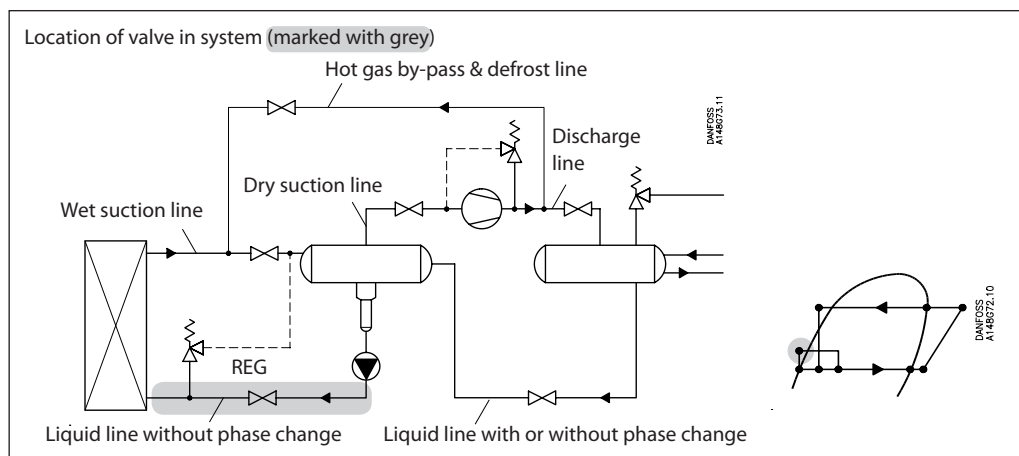 Location of valve in system (marked with grey)
Hot gas by-pass & defrost line
DANFOSS
A148G73.11
Discharge
line
Dry suction line
Wet suction line
DANFOSS
A148G72.10
REG
Liquid line without phase change
Liquid line with or without phase change